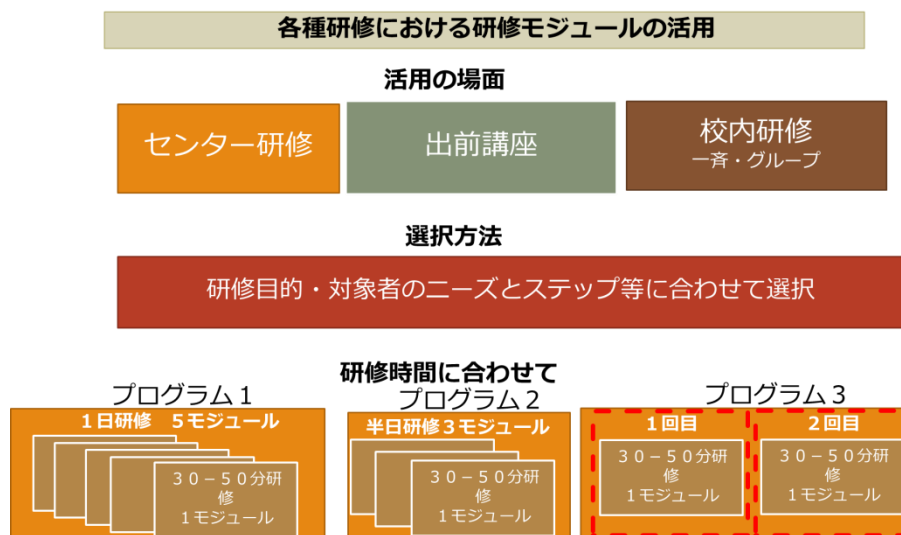 各種研修における研修モジュールの活用
活用の場面
センター研修
出前講座
校内研修
一斉・グループ
選択方法
研修目的・対象者のニーズとステップ等に合わせて選択
研修時間に合わせて
プログラム１
１日研修　５モジュール
３０－５０分研
修
１モジュール
プログラム２
半日研修３モジュール
３０－５０分研
修
１モジュール
プログラム３
１回目
３０－５０分研
修
１モジュール
２回目
３０－５０分研
修
１モジュール